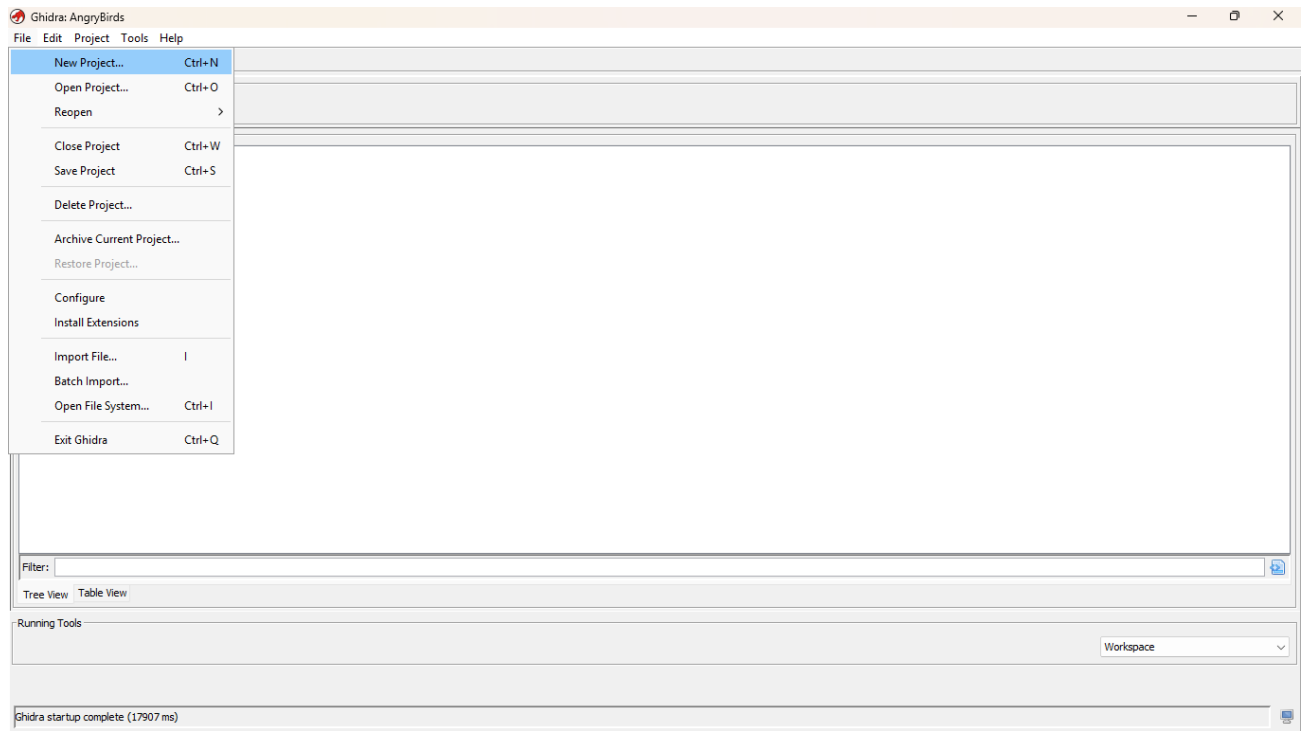 Ghidra: AngryBirds
File Edit Project Tools Help
New Project... Ctrl+N
Open Project... Ctrl+O
Reopen
Close Project Ctrl+W
Save Project Ctrl+S
Delete Project...
Archive Current Project...
Restore Project...
Configure
Install Extensions
Import File... I
Batch Import...
Open File System... Ctrl+I
Exit Ghidra Ctrl+Q
Filter:
Tree View Table View
Running Tools
Workspace
Ghidra startup complete (17907 ms)